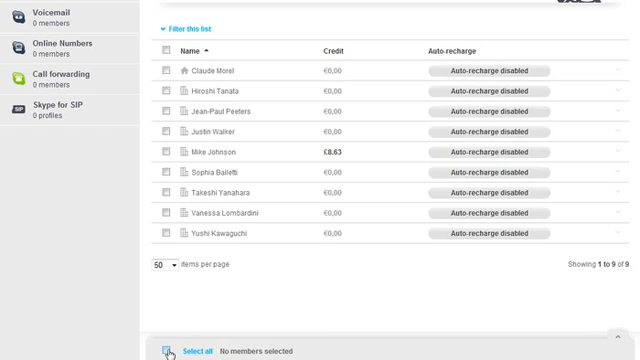 Voicemail
0 members
Online Numbers
0 members
Call forwarding
0 members
SIP
Skype for SIP
0 profiles
Filter this list
Name Credit Auto-recharge
Claude Morel €0,00 Auto-recharge disabled
Hiroshi Tanata €0,00 Auto-recharge disabled
Jean-Paul Peeters €0,00 Auto-recharge disabled
Justin Walker €0,00 Auto-recharge disabled
Mike Johnson £8.63 Auto-recharge disabled
Sophia Bailetti €0,00 Auto-recharge disabled
Takeshi Yanahara €0,00 Auto-recharge disabled
Vanessa Lombardini €0,00 Auto-recharge disabled
Yushi Kawaguchi €0,00 Auto-recharge disabled
50 items per page Showing 1 to 9 of 9
Select all No members selected